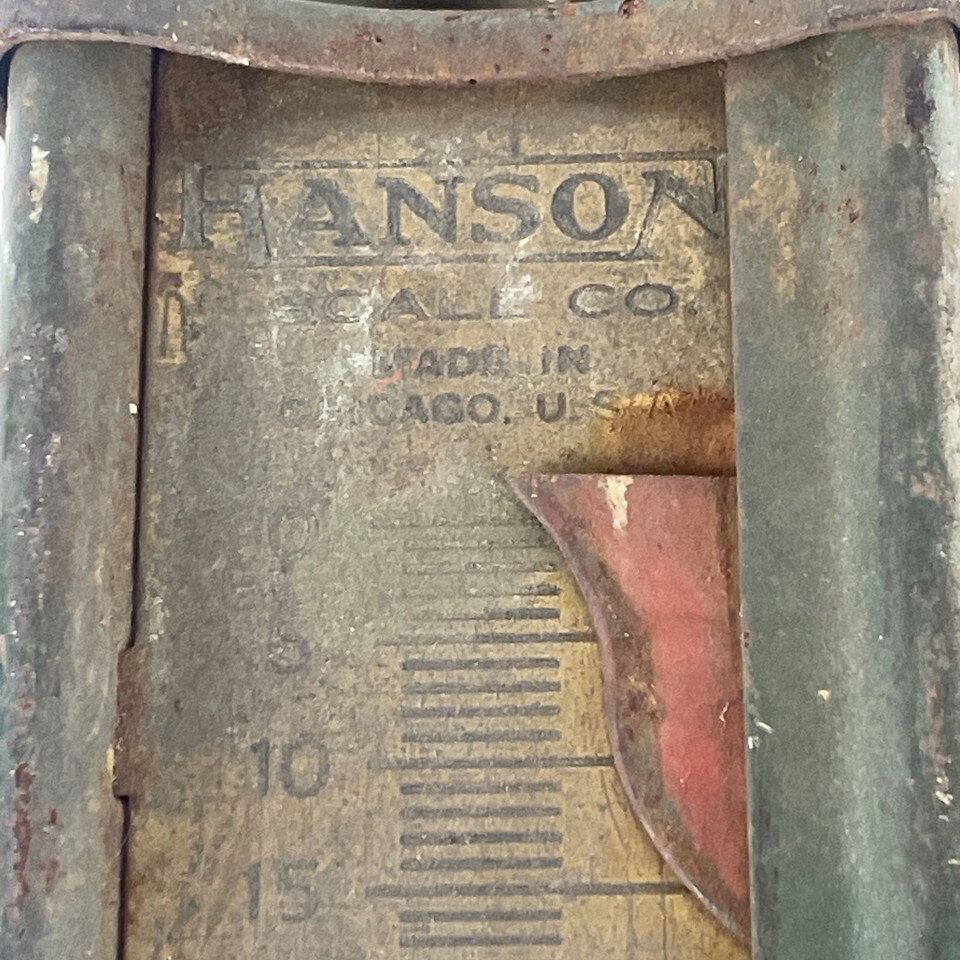 HANSON
SCALE CO.
MADE IN
CHICAGO, U.S.A.
0
5
10
15